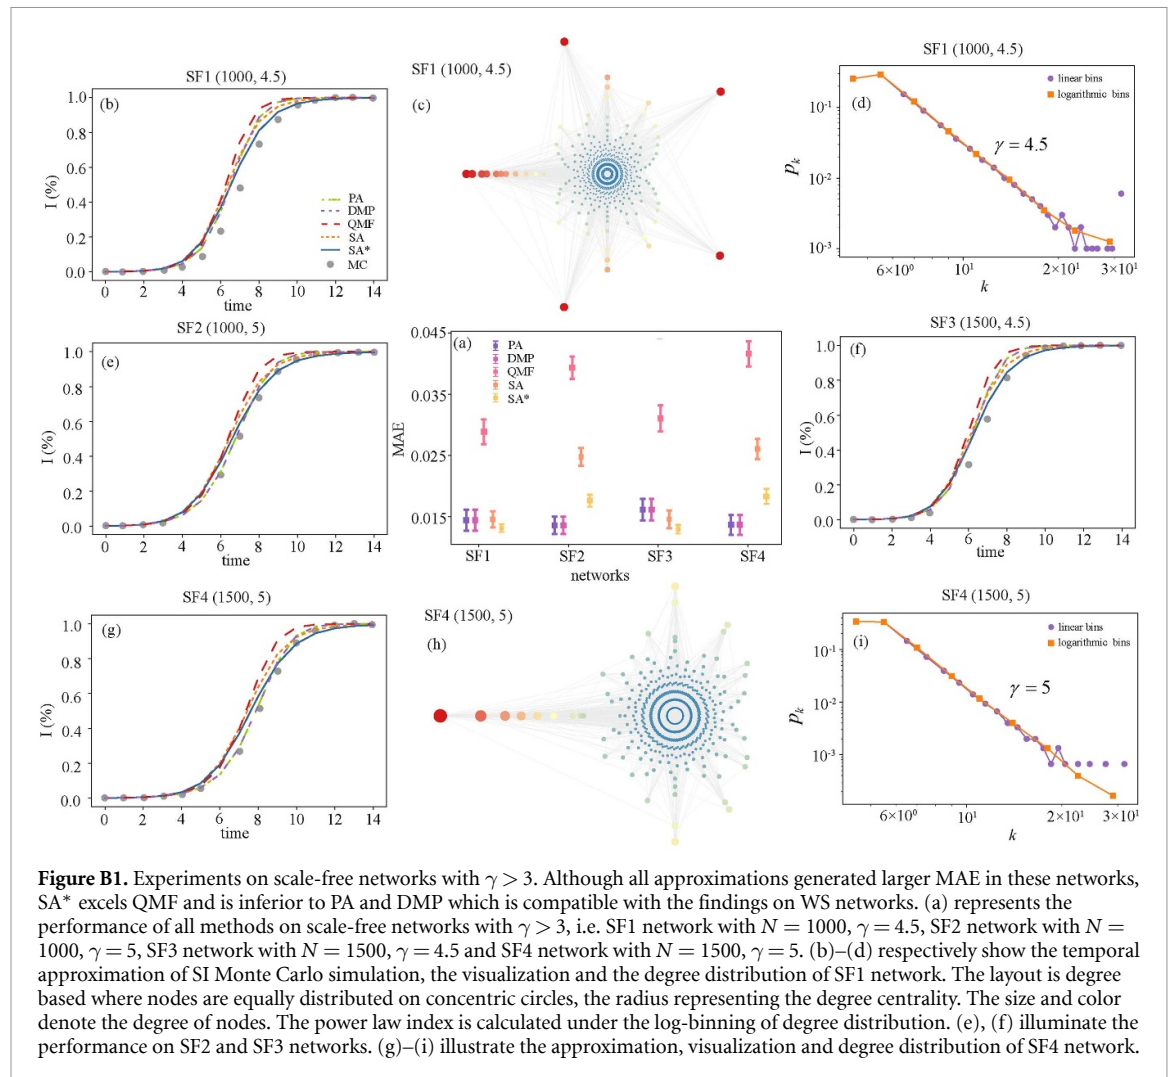 SF1 (1000, 4.5)
(b)
I (%)
1.0
0.8
0.6
0.4
0.2
0.0
PA
DMP
QMF
SA
SA*
MC
0 2 4 6 8 10 12 14
time
SF1 (1000, 4.5)
(c)
SF1 (1000, 4.5)
(d)
linear bins
logarithmic bins
γ = 4.5
p_k
10⁻¹
10⁻²
10⁻³
6×10⁰ 10¹ 2×10¹ 3×10¹
k
SF2 (1000, 5)
(e)
I (%)
1.0
0.8
0.6
0.4
0.2
0.0
0 2 4 6 8 10 12 14
time
(a)
PA
DMP
QMF
SA
SA*
MAE
0.045
0.035
0.025
0.015
SF1 SF2 SF3 SF4
networks
SF3 (1500, 4.5)
(f)
I (%)
1.0
0.8
0.6
0.4
0.2
0.0
0 2 4 6 8 10 12 14
time
SF4 (1500, 5)
(g)
I (%)
1.0
0.8
0.6
0.4
0.2
0.0
0 2 4 6 8 10 12 14
time
SF4 (1500, 5)
(h)
SF4 (1500, 5)
(i)
linear bins
logarithmic bins
γ = 5
p_k
10⁻¹
10⁻²
10⁻³
6×10⁰ 10¹ 2×10¹ 3×10¹
k
Figure B1. Experiments on scale-free networks with γ > 3. Although all approximations generated larger MAE in these networks,
SA* excels QMF and is inferior to PA and DMP which is compatible with the findings on WS networks. (a) represents the
performance of all methods on scale-free networks with γ > 3, i.e. SF1 network with N = 1000, γ = 4.5, SF2 network with N =
1000, γ = 5, SF3 network with N = 1500, γ = 4.5 and SF4 network with N = 1500, γ = 5. (b)–(d) respectively show the temporal
approximation of SI Monte Carlo simulation, the visualization and the degree distribution of SF1 network. The layout is degree
based where nodes are equally distributed on concentric circles, the radius representing the degree centrality. The size and color
denote the degree of nodes. The power law index is calculated under the log-binning of degree distribution. (e), (f) illuminate the
performance on SF2 and SF3 networks. (g)–(i) illustrate the approximation, visualization and degree distribution of SF4 network.